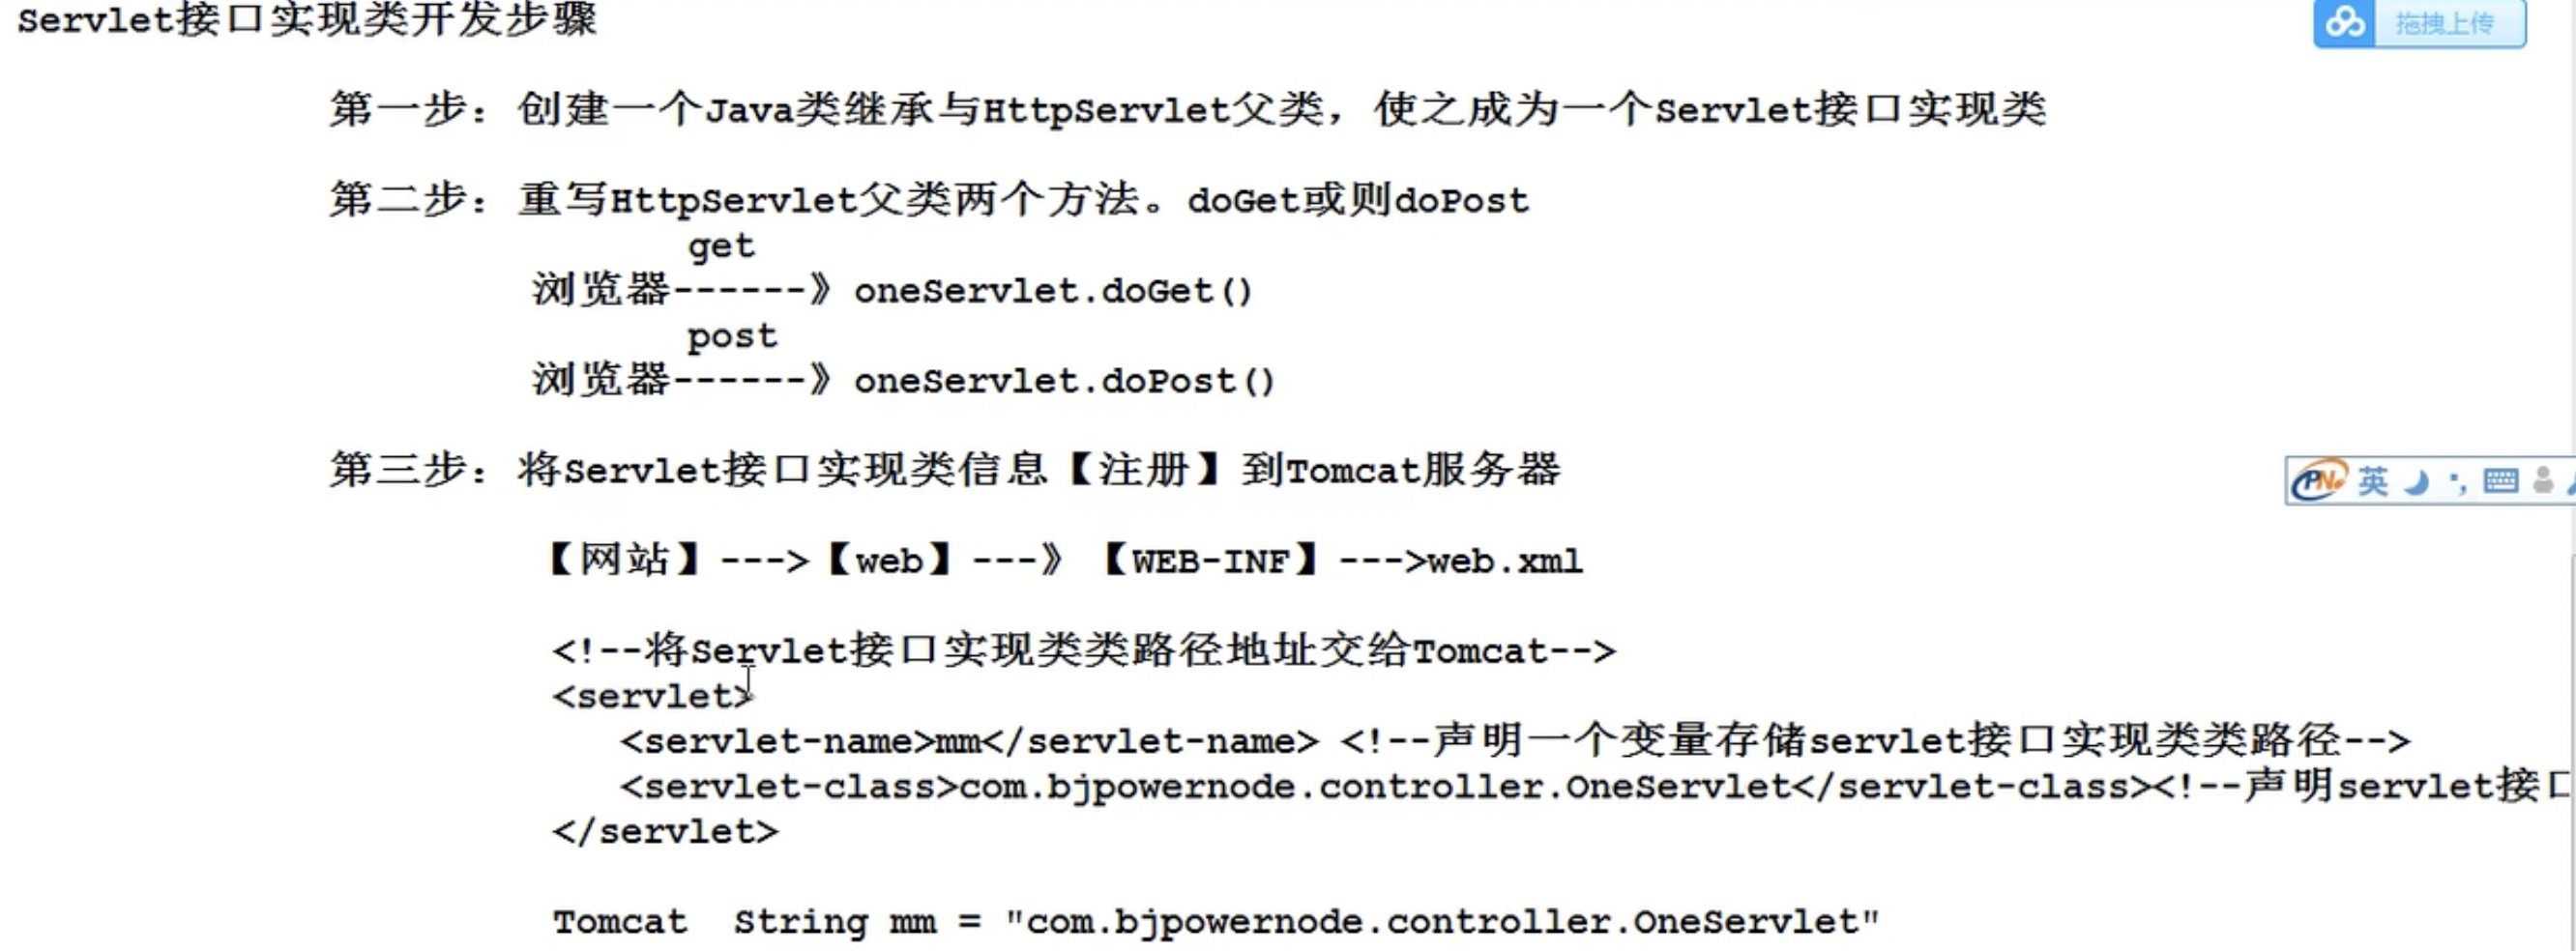 Servlet接口实现类开发步骤
拖拽上传
第一步：创建一个Java类继承与HttpServlet父类，使之成为一个Servlet接口实现类
第二步：重写HttpServlet父类两个方法。doGet或则doPost
get
浏览器------》oneServlet.doGet()
post
浏览器------》oneServlet.doPost()
第三步：将Servlet接口实现类信息【注册】到Tomcat服务器
英
【网站】--->【web】---》【WEB-INF】--->web.xml
<!--将Servlet接口实现类类路径地址交给Tomcat-->
<servlet>
<servlet-name>mm</servlet-name> <!--声明一个变量存储servlet接口实现类类路径-->
<servlet-class>com.bjpowernode.controller.OneServlet</servlet-class><!--声明servlet接口
</servlet>
Tomcat String mm = "com.bjpowernode.controller.OneServlet"